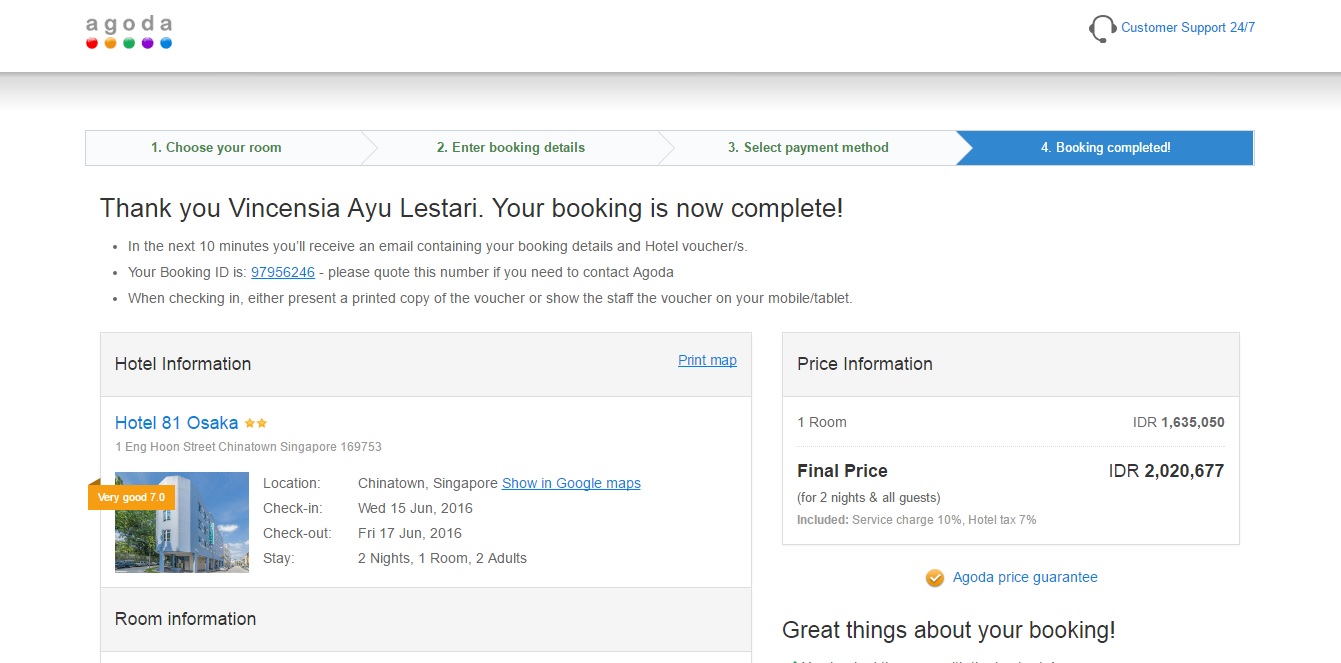 agoda
Customer Support 24/7
1. Choose your room
2. Enter booking details
3. Select payment method
4. Booking completed!
Thank you Vincensia Ayu Lestari. Your booking is now complete!
In the next 10 minutes you'll receive an email containing your booking details and Hotel voucher/s.
Your Booking ID is: 97956246 - please quote this number if you need to contact Agoda
When checking in, either present a printed copy of the voucher or show the staff the voucher on your mobile/tablet.
Hotel Information
Print map
Hotel 81 Osaka
1 Eng Hoon Street Chinatown Singapore 169753
Very good 7.0
Location: Chinatown, Singapore Show in Google maps
Check-in: Wed 15 Jun, 2016
Check-out: Fri 17 Jun, 2016
Stay: 2 Nights, 1 Room, 2 Adults
Room information
Price Information
1 Room IDR 1,635,050
Final Price IDR 2,020,677
(for 2 nights & all guests)
Included: Service charge 10%, Hotel tax 7%
Agoda price guarantee
Great things about your booking!